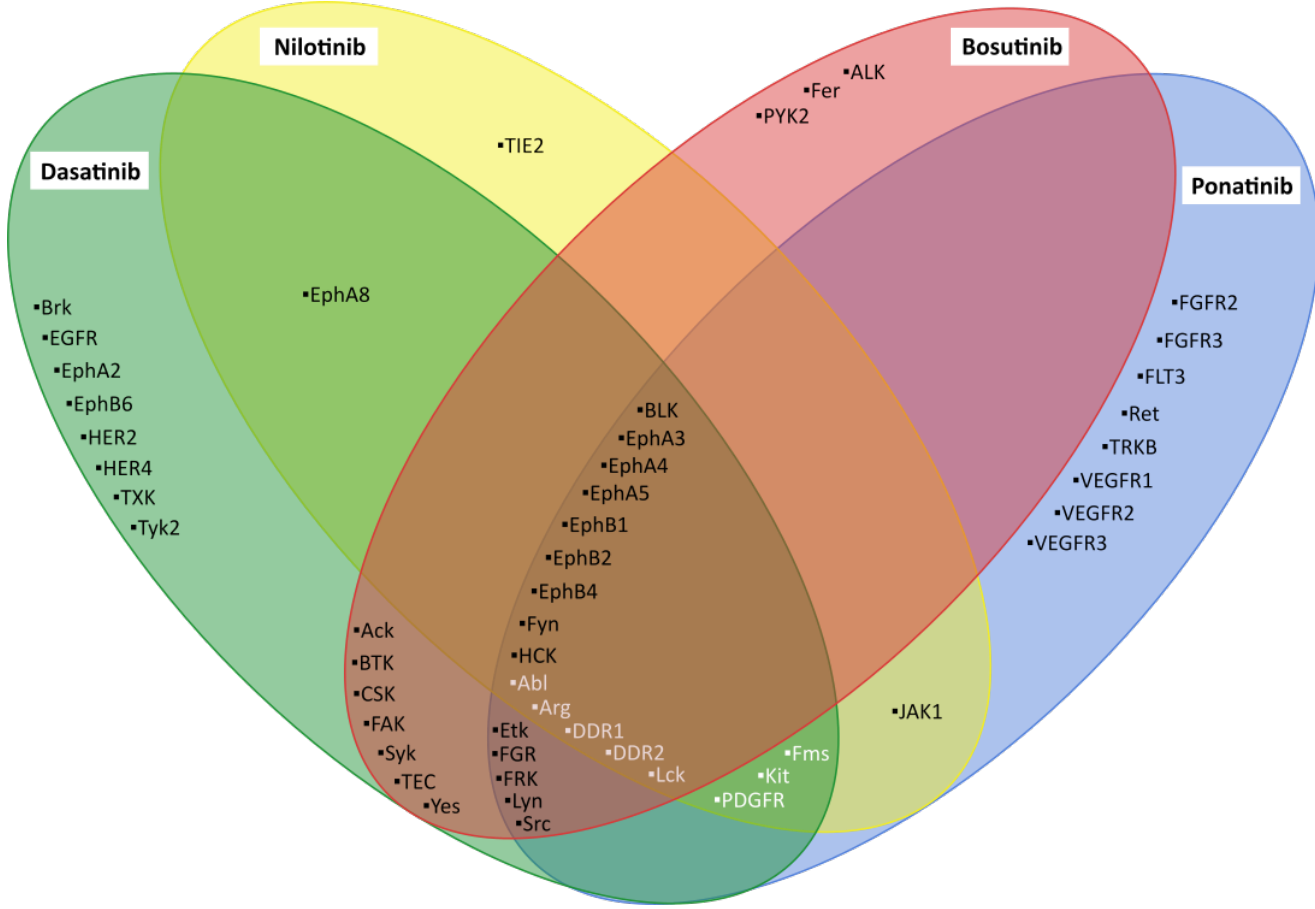 Nilotinib
Bosutinib
Dasatinib
Ponatinib
▪ALK
▪Fer
▪PYK2
▪TIE2
▪EphA8
▪Brk
▪EGFR
▪EphA2
▪EphB6
▪HER2
▪HER4
▪TXK
▪Tyk2
▪FGFR2
▪FGFR3
▪FLT3
▪Ret
▪TRKB
▪VEGFR1
▪VEGFR2
▪VEGFR3
▪BLK
▪EphA3
▪EphA4
▪EphA5
▪EphB1
▪EphB2
▪EphB4
▪Fyn
▪HCK
▪Abl
▪Arg
▪DDR1
▪DDR2
▪Lck
▪Ack
▪BTK
▪CSK
▪FAK
▪Syk
▪TEC
▪Yes
▪Etk
▪FGR
▪FRK
▪Lyn
▪Src
▪Fms
▪Kit
▪PDGFR
▪JAK1